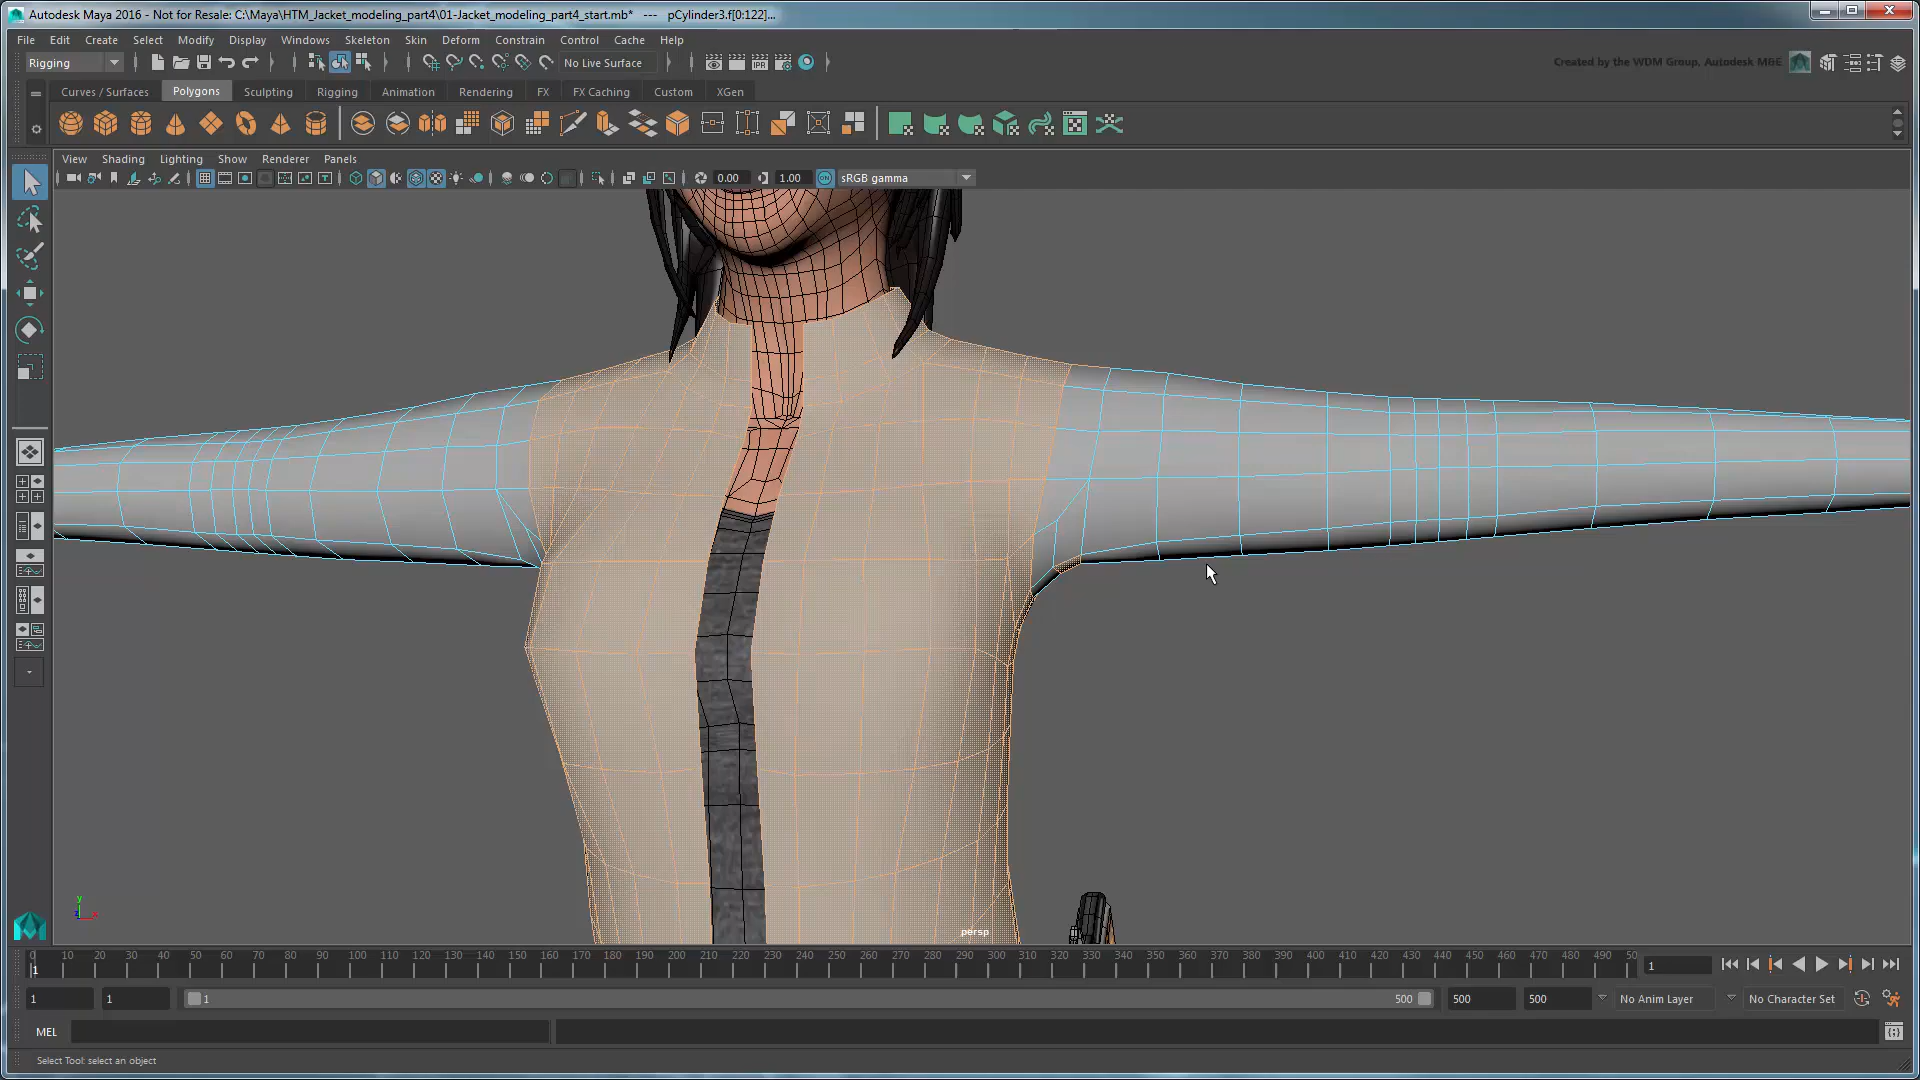 Autodesk Maya 2016 - Not for Resale: C:\Maya\HTM_Jacket_modeling_part4\01-Jacket_modeling_part4_start.mb* --- pCylinder3.f[0:122]...
File Edit Create Select Modify Display Windows Skeleton Skin Deform Constrain Control Cache Help
Rigging No Live Surface Created by the WDM Group, Autodesk M&E
Curves / Surfaces Polygons Sculpting Rigging Animation Rendering FX FX Caching Custom XGen
View Shading Lighting Show Renderer Panels
0.00 1.00 sRGB gamma
persp
0 10 20 30 40 50 60 70 80 90 100 110 120 130 140 150 160 170 180 190 200 210 220 230 240 250 260 270 280 290 300 310 320 330 340 350 360 370 380 390 400 410 420 430 440 450 460 470 480 490 50
1 1
1 1 1 500 500 500 No Anim Layer No Character Set
MEL
Select Tool: select an object